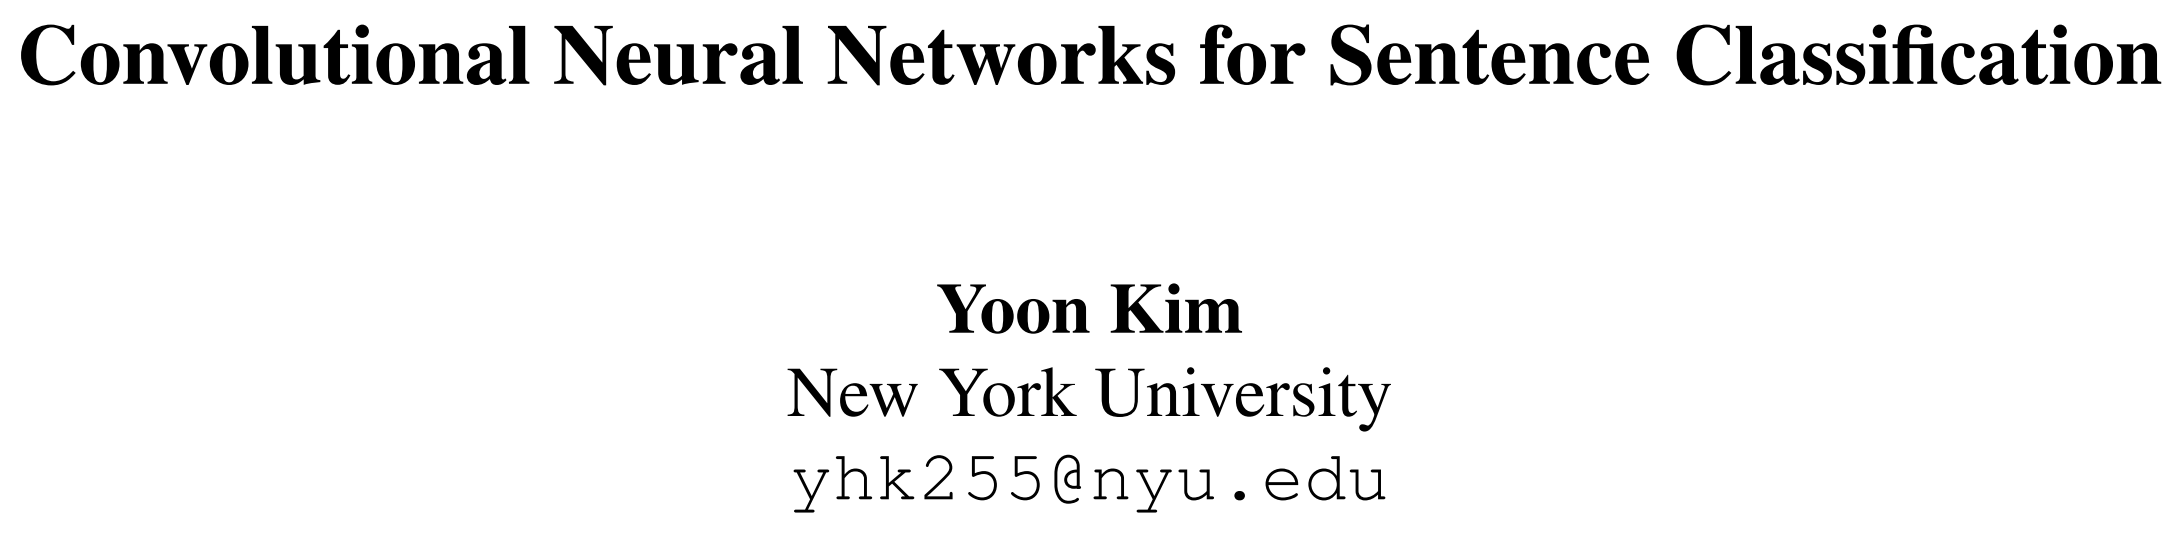 Convolutional Neural Networks for Sentence Classification
Yoon Kim
New York University
yhk255@nyu.edu